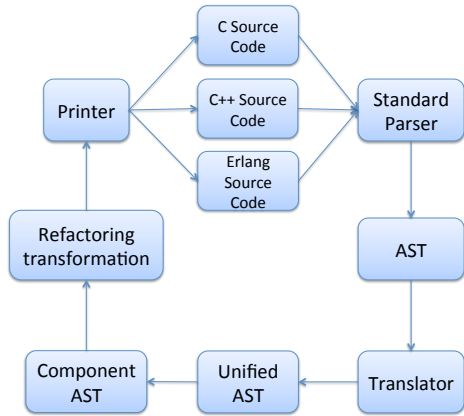 C Source
Code
Printer
C++ Source
Code
Standard
Parser
Erlang
Source
Code
Refactoring
transformation
AST
Component
AST
Unified
AST
Translator